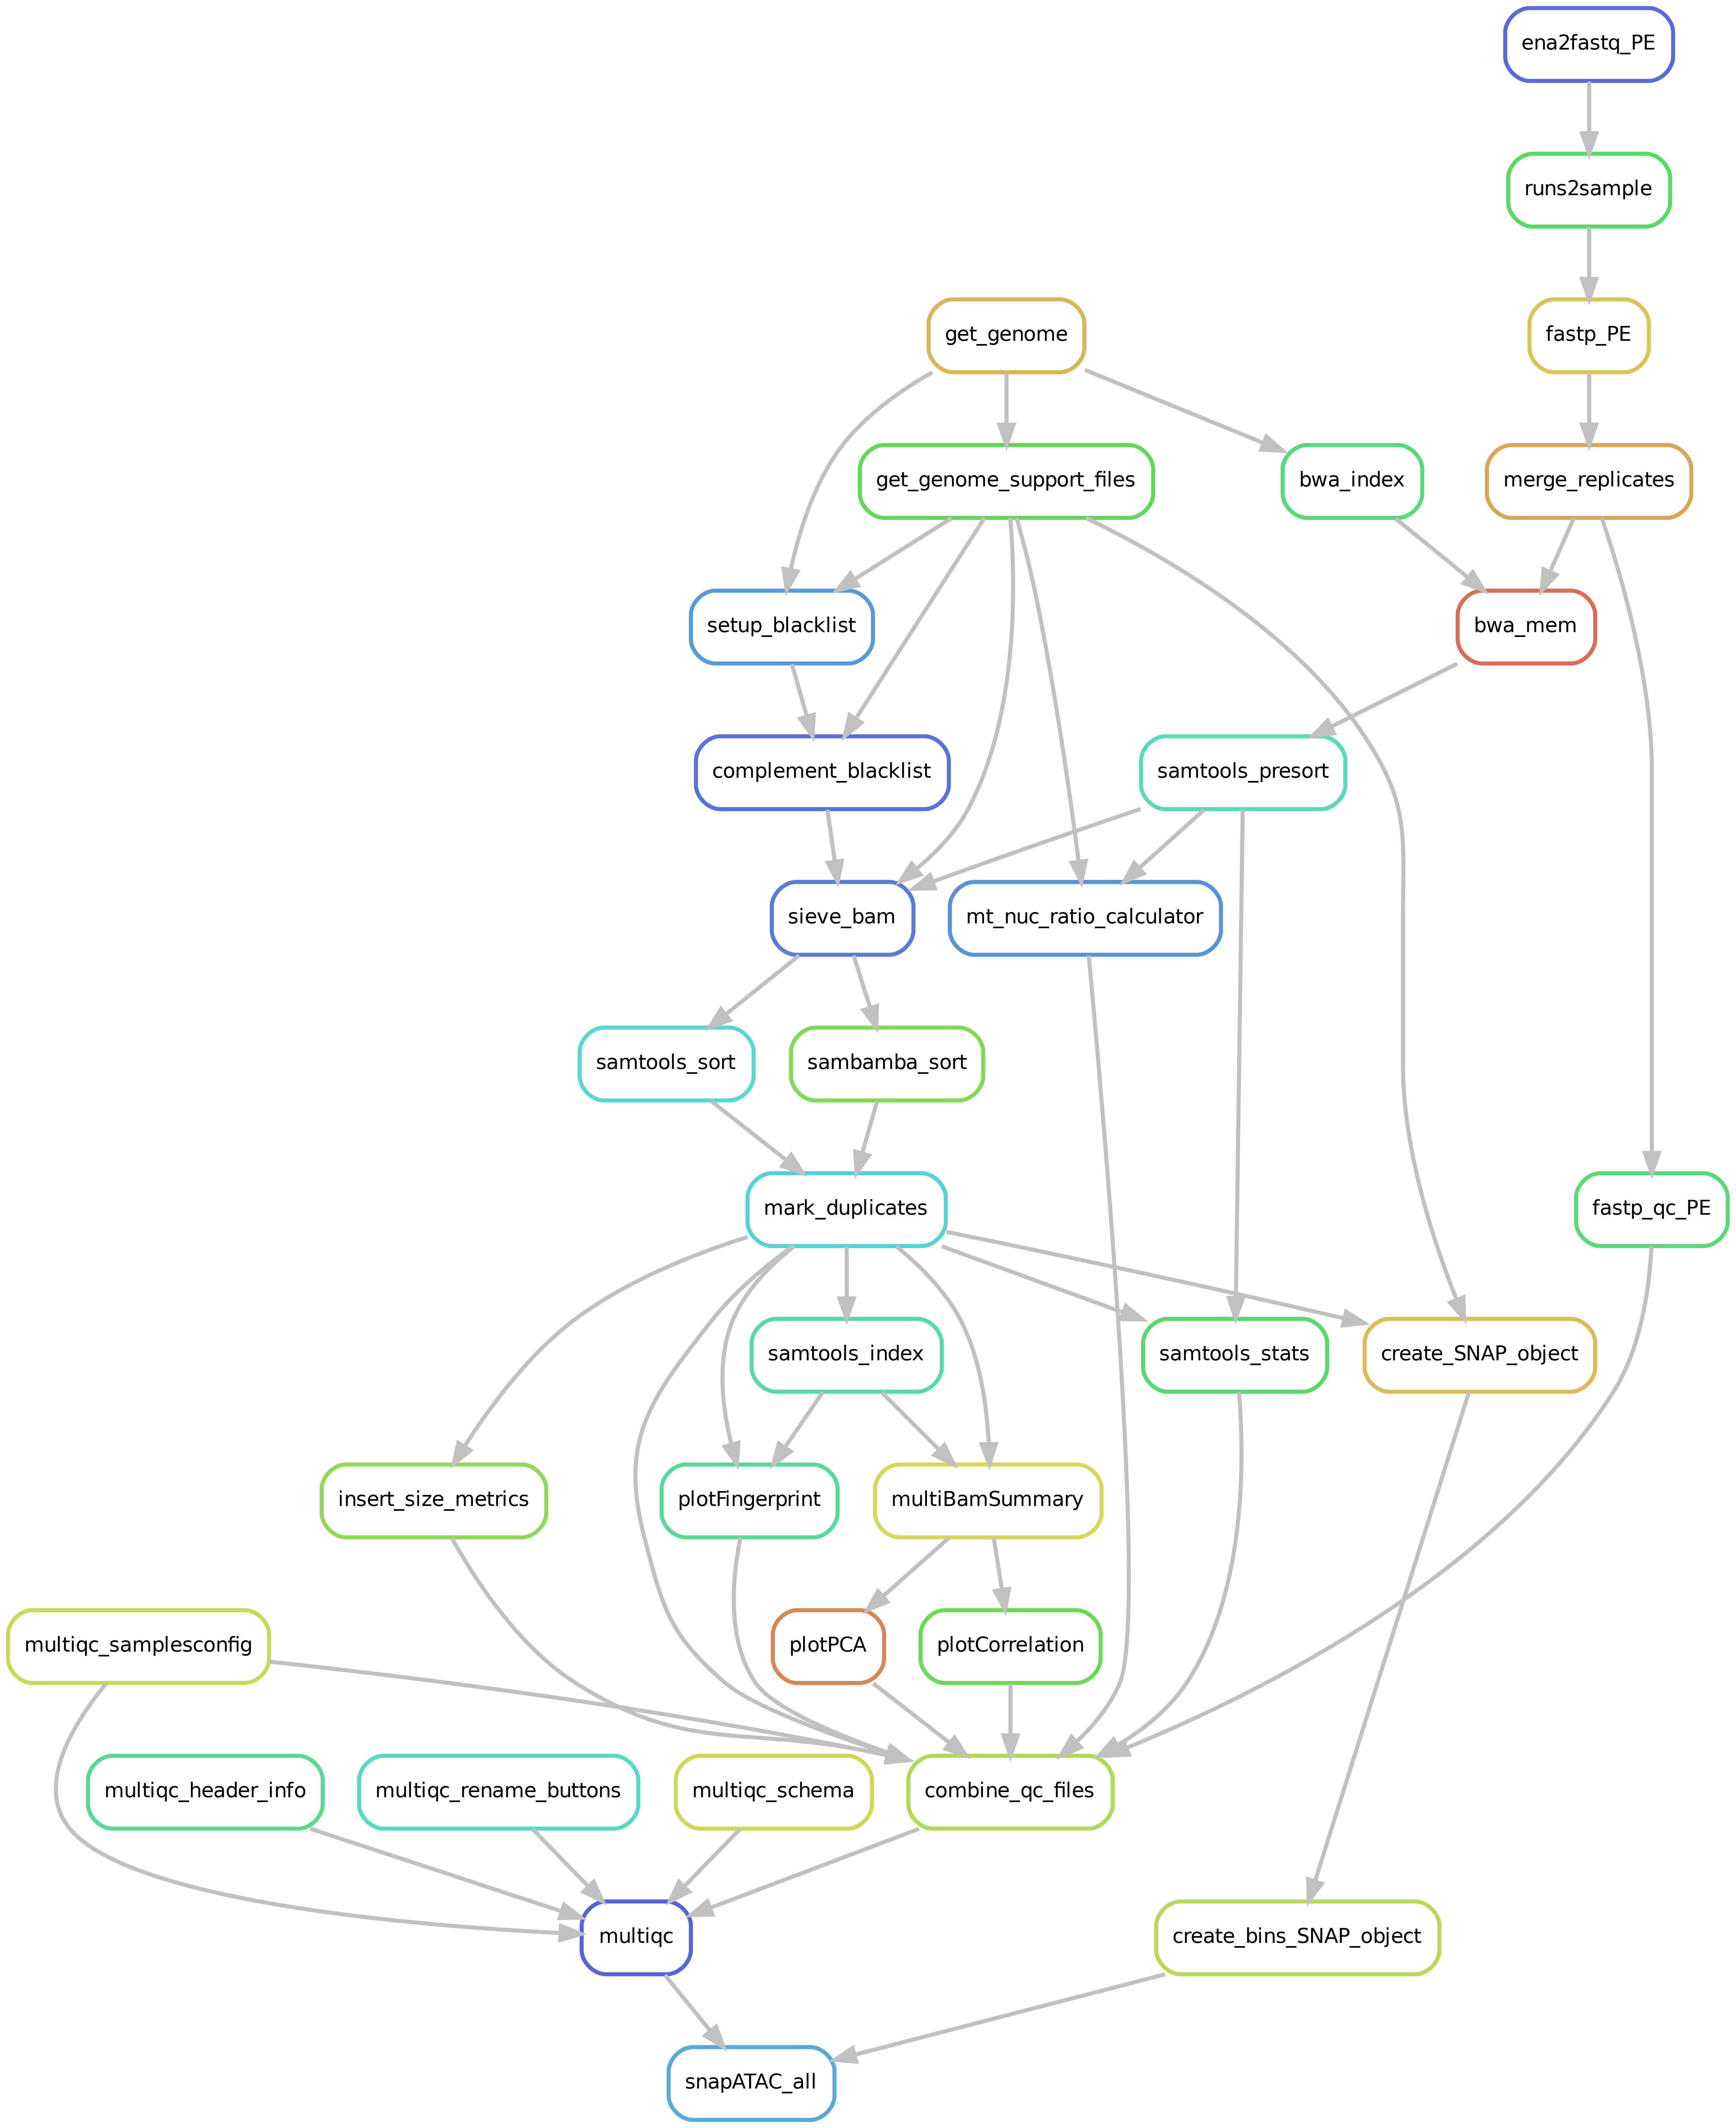 ena2fastq_PE
runs2sample
get_genome
fastp_PE
get_genome_support_files
bwa_index
merge_replicates
setup_blacklist
bwa_mem
complement_blacklist
samtools_presort
sieve_bam
mt_nuc_ratio_calculator
samtools_sort
sambamba_sort
mark_duplicates
fastp_qc_PE
samtools_index
samtools_stats
create_SNAP_object
insert_size_metrics
plotFingerprint
multiBamSummary
multiqc_samplesconfig
plotPCA
plotCorrelation
multiqc_header_info
multiqc_rename_buttons
multiqc_schema
combine_qc_files
multiqc
create_bins_SNAP_object
snapATAC_all